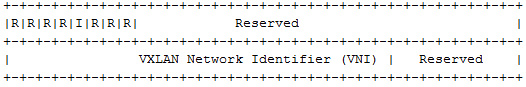 +-+-+-+-+-+-+-+-+-+-+-+-+-+-+-+-+-+-+-+-+-+-+-+-+-+-+-+-+-+-+-+-+
|R|R|R|R|I|R|R|R|            Reserved                           |
+-+-+-+-+-+-+-+-+-+-+-+-+-+-+-+-+-+-+-+-+-+-+-+-+-+-+-+-+-+-+-+-+
|                VXLAN Network Identifier (VNI) |   Reserved    |
+-+-+-+-+-+-+-+-+-+-+-+-+-+-+-+-+-+-+-+-+-+-+-+-+-+-+-+-+-+-+-+-+